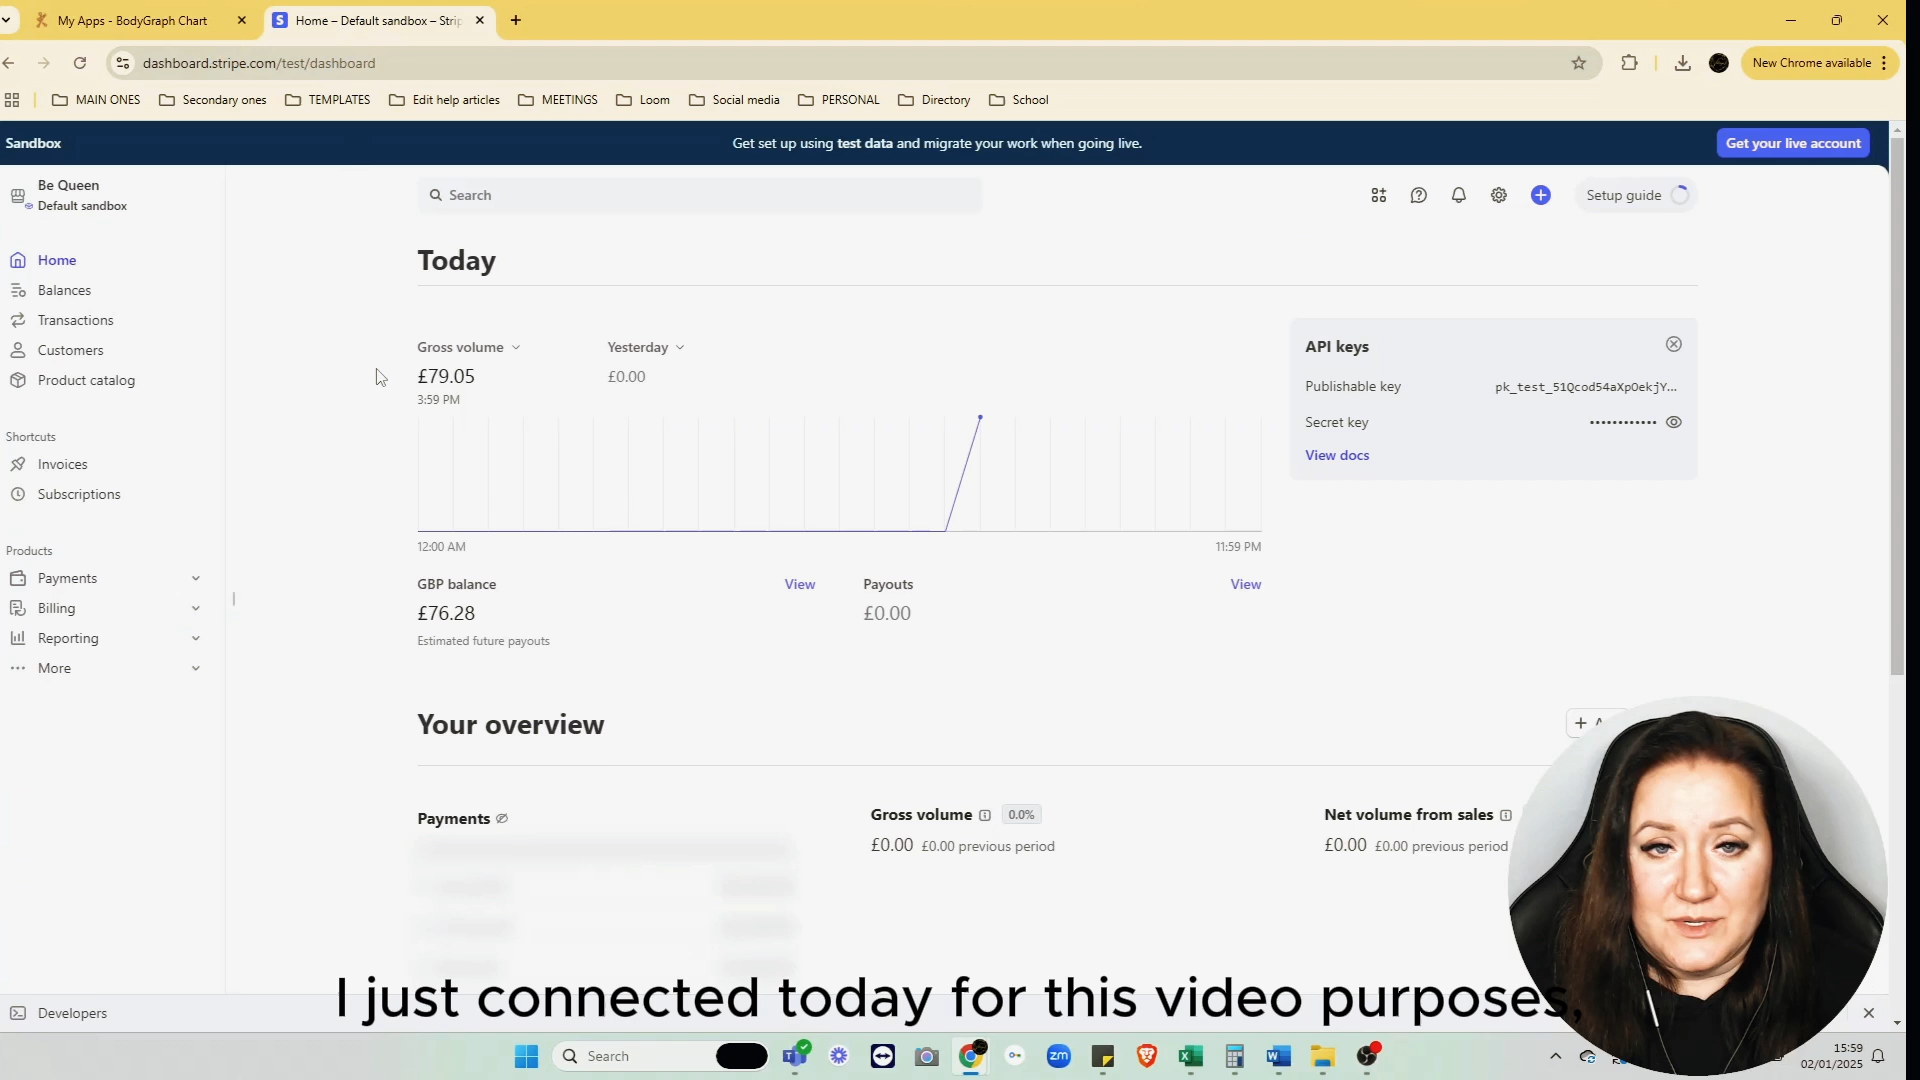 My Apps - BodyGraph Chart
Home – Default sandbox – Strip
dashboard.stripe.com/test/dashboard
New Chrome available
MAIN ONES
Secondary ones
TEMPLATES
Edit help articles
MEETINGS
Loom
Social media
PERSONAL
Directory
School
Sandbox
Get set up using test data and migrate your work when going live.
Get your live account
Be Queen
Default sandbox
Search
Setup guide
Home
Balances
Transactions
Customers
Product catalog
Shortcuts
Invoices
Subscriptions
Products
Payments
Billing
Reporting
More
Developers
Today
Gross volume
Yesterday
£79.05
£0.00
3:59 PM
12:00 AM
11:59 PM
API keys
Publishable key
pk_test_51Qcod54aXpOekjY...
Secret key
••••••••••••
View docs
GBP balance
View
£76.28
Estimated future payouts
Payouts
View
£0.00
Your overview
Payments
Gross volume
0.0%
£0.00 £0.00 previous period
Net volume from sales
£0.00 £0.00 previous period
I just connected today for this video purposes,
Search
zm
15:59
02/01/2025